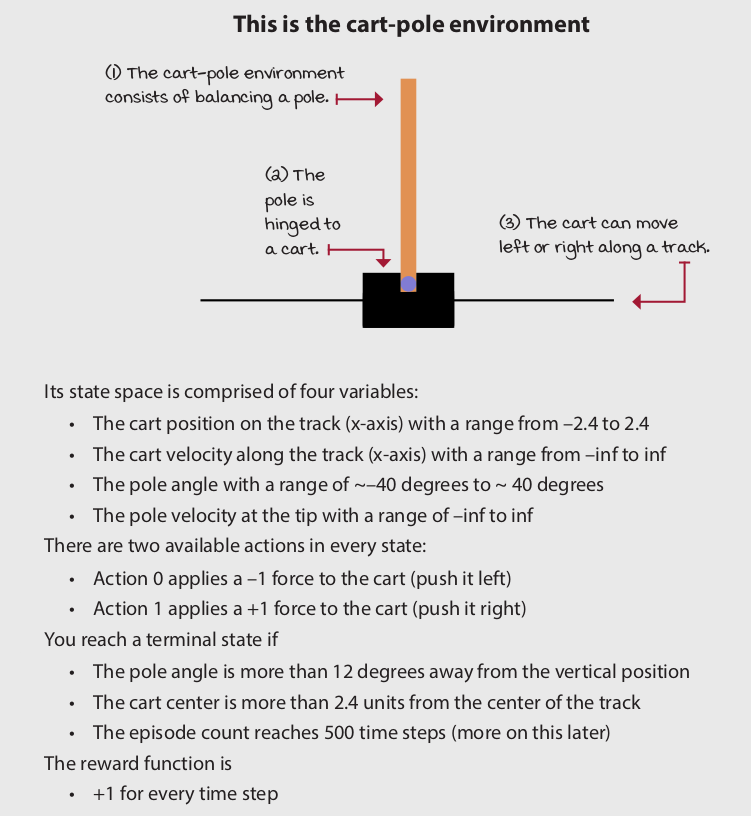 This is the cart-pole environment
(1) The cart-pole environment
consists of balancing a pole.
(2) The
pole is
hinged to
a cart.
(3) The cart can move
left or right along a track.
Its state space is comprised of four variables:
• The cart position on the track (x-axis) with a range from –2.4 to 2.4
• The cart velocity along the track (x-axis) with a range from –inf to inf
• The pole angle with a range of ~–40 degrees to ~ 40 degrees
• The pole velocity at the tip with a range of –inf to inf
There are two available actions in every state:
• Action 0 applies a –1 force to the cart (push it left)
• Action 1 applies a +1 force to the cart (push it right)
You reach a terminal state if
• The pole angle is more than 12 degrees away from the vertical position
• The cart center is more than 2.4 units from the center of the track
• The episode count reaches 500 time steps (more on this later)
The reward function is
• +1 for every time step